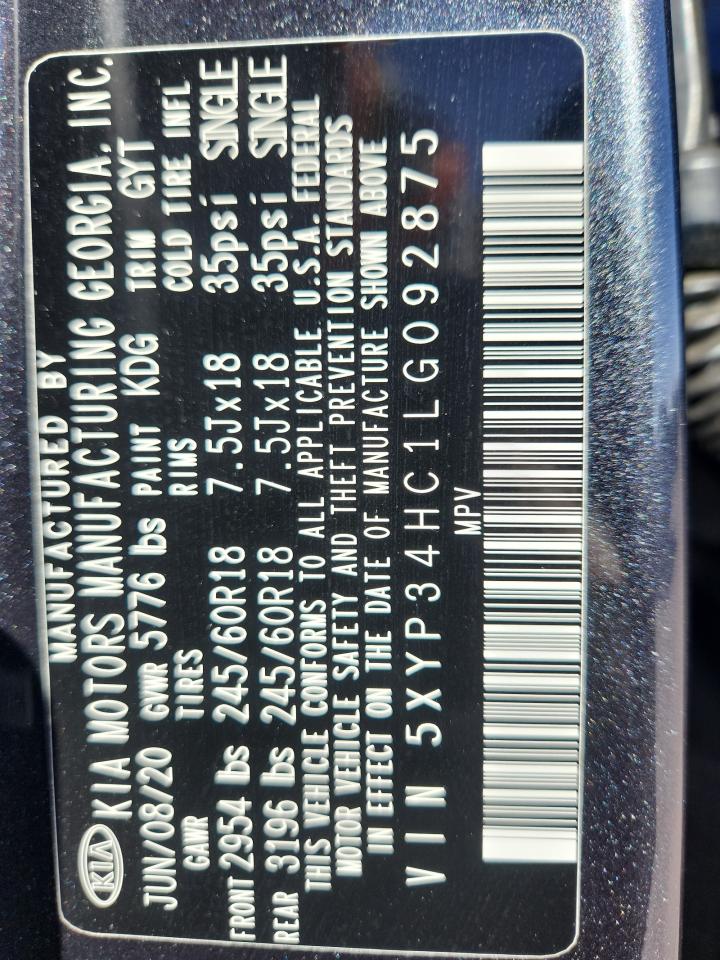 MANUFACTURED BY
KIA KIA MOTORS MANUFACTURING GEORGIA, INC.
JUN/08/20 GVWR 5776 lbs PAINT KDG TRIM GYT
GAWR TIRES RIMS COLD TIRE INFL
FRONT 2954 lbs 245/60R18 7.5Jx18 35psi SINGLE
REAR 3196 lbs 245/60R18 7.5Jx18 35psi SINGLE
THIS VEHICLE CONFORMS TO ALL APPLICABLE U.S.A. FEDERAL
MOTOR VEHICLE SAFETY AND THEFT PREVENTION STANDARDS
IN EFFECT ON THE DATE OF MANUFACTURE SHOWN ABOVE
VIN 5XYP34HC1LG092875
MPV